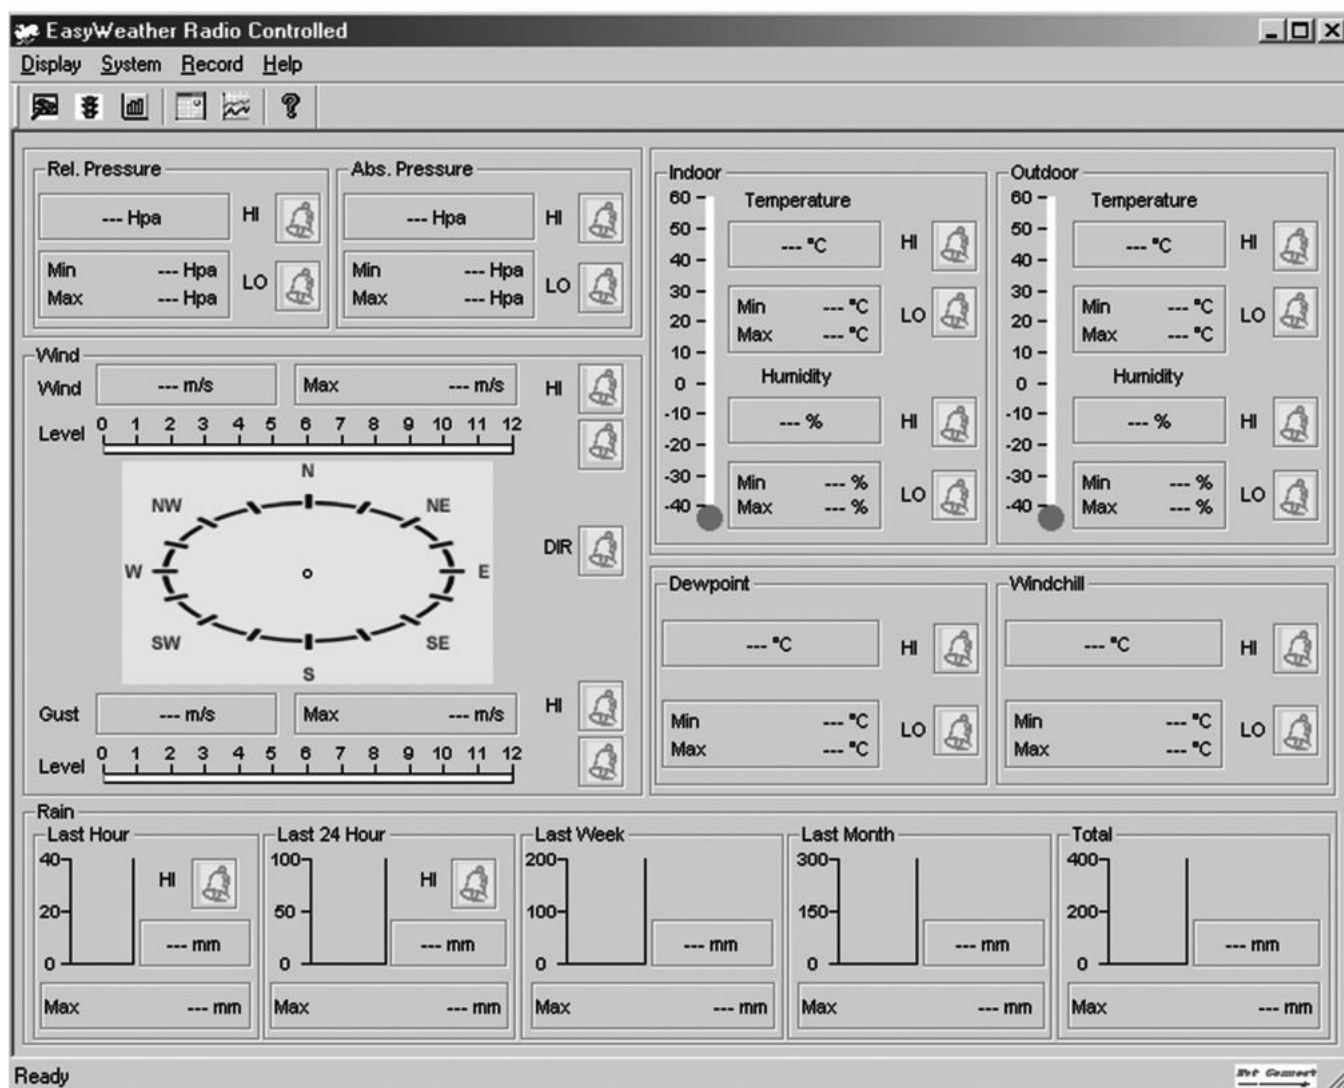 EasyWeather Radio Controlled
Display System Record Help
Rel. Pressure
--- Hpa HI
Min --- Hpa LO
Max --- Hpa
Abs. Pressure
--- Hpa HI
Min --- Hpa LO
Max --- Hpa
Wind
Wind --- m/s Max --- m/s HI
Level 0 1 2 3 4 5 6 7 8 9 10 11 12
N
NW NE
W E DIR
SW SE
S
Gust --- m/s Max --- m/s HI
Level 0 1 2 3 4 5 6 7 8 9 10 11 12
Indoor
60
50
40
30
20
10
0
-10
-20
-30
-40
Temperature
--- °C HI
Min --- °C LO
Max --- °C
Humidity
--- % HI
Min --- % LO
Max --- %
Outdoor
60
50
40
30
20
10
0
-10
-20
-30
-40
Temperature
--- °C HI
Min --- °C LO
Max --- °C
Humidity
--- % HI
Min --- % LO
Max --- %
Dewpoint
--- °C HI
Min --- °C LO
Max --- °C
Windchill
--- °C HI
Min --- °C LO
Max --- °C
Rain
Last Hour
40 HI
20
--- mm
0
Max --- mm
Last 24 Hour
100 HI
50
--- mm
0
Max --- mm
Last Week
200
100
--- mm
0
Max --- mm
Last Month
300
150
--- mm
0
Max --- mm
Total
400
200
--- mm
0
Max --- mm
Ready
Not Connect